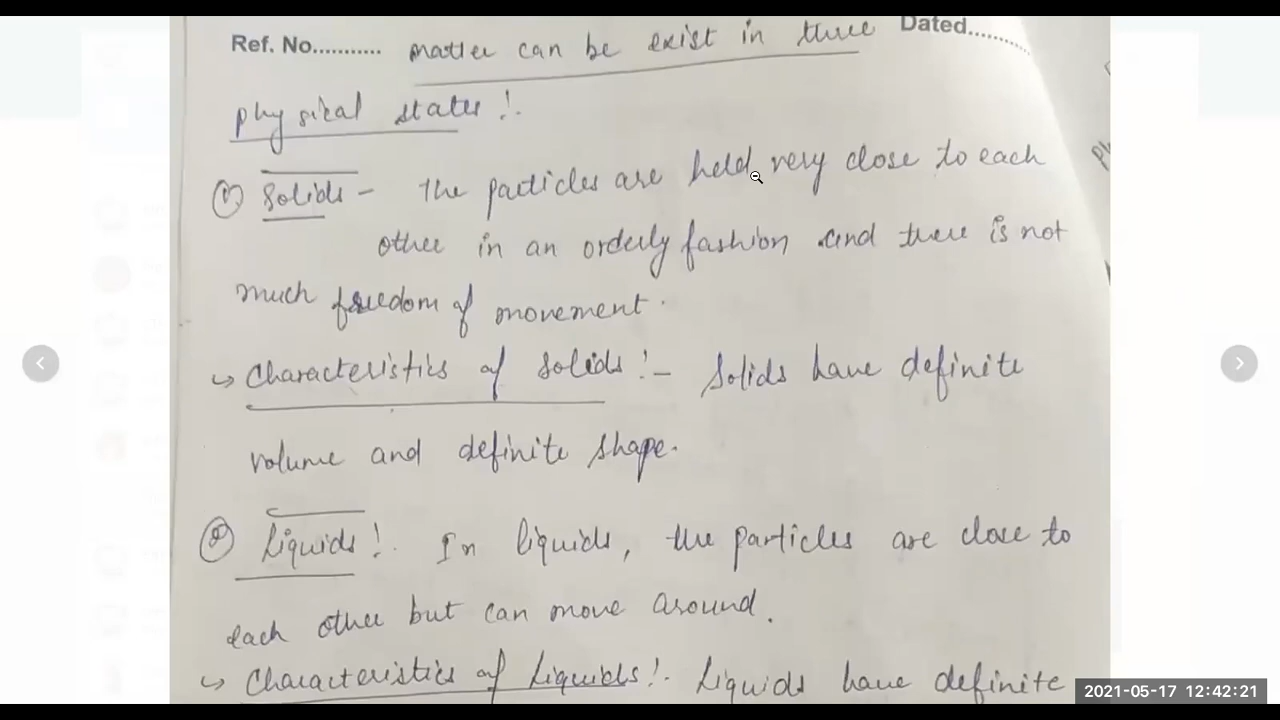 Ref. No........... matter can be exist in three Dated..........
physical states :
① Solids - The particles are held very close to each
other in an orderly fashion and there is not
much freedom of movement.
↳ Characteristics of Solids :- Solids have definite
volume and definite shape.
② Liquids :. In liquids, the particles are close to
each other but can move around.
↳ Characteristics of Liquids :. Liquids have definite
2021-05-17 12:42:21